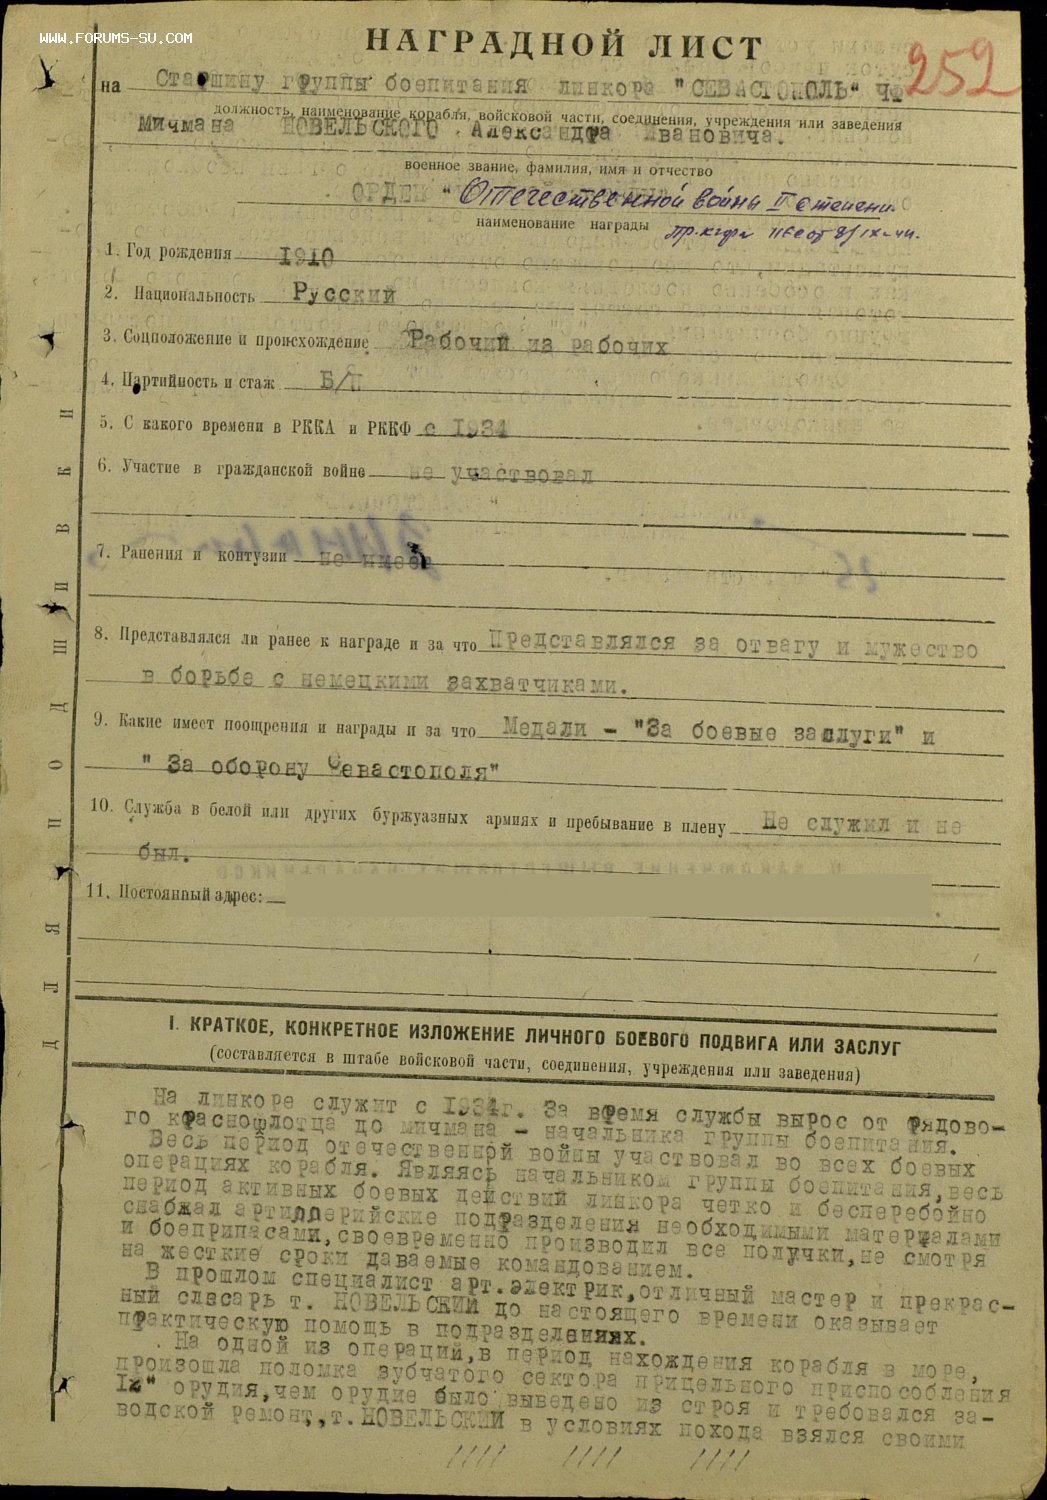 WWW.FORUMS-SU.COM
НАГРАДНОЙ ЛИСТ
252
на Старшину группы боепитания линкора "СЕВАСТОПОЛЬ" ЧФ
должность, наименование корабля, войсковой части, соединения, учреждения или заведения
Мичмана НОВЕЛЬСКОГО Александра Ивановича.
военное звание, фамилия, имя и отчество
ОРДЕН "Отечественной войны II степени
наименование награды
1. Год рождения 1910
2. Национальность Русский
3. Соцположение и происхождение Рабочий из рабочих
4. Партийность и стаж Б/П
5. С какого времени в РККА и РККФ с 1934
6. Участие в гражданской войне не участвовал
7. Ранения и контузии не имеет
8. Представлялся ли ранее к награде и за что Представлялся за отвагу и мужество
в борьбе с немецкими захватчиками.
9. Какие имеет поощрения и награды и за что Медали - "За боевые заслуги" и
" За оборону Севастополя"
10. Служба в белой или других буржуазных армиях и пребывание в плену Не служил и не
был.
11. Постоянный адрес:
ДЛЯ ПОДШИВКИ
I. КРАТКОЕ, КОНКРЕТНОЕ ИЗЛОЖЕНИЕ ЛИЧНОГО БОЕВОГО ПОДВИГА ИЛИ ЗАСЛУГ
(составляется в штабе войсковой части, соединения, учреждения или заведения)
На линкоре служит с 1934г. За время службы вырос от рядово-
го краснофлотца до мичмана - начальника группы боепитания.
Весь период отечественной войны участвовал во всех боевых
операциях корабля. Являясь начальником группы боепитания, весь
период активных боевых действий линкора четко и бесперебойно
снабжал артиллерийские подразделения необходимыми материалами
и боеприпасами, своевременно производил все получки, не смотря
на жесткие сроки даваемые командованием.
В прошлом специалист арт.электрик, отличный мастер и прекрас-
ный слесарь т. НОВЕЛЬСКИЙ до настоящего времени оказывает
практическую помощь в подразделениях.
На одной из операций, в период нахождения корабля в море,
произошла поломка зубчатого сектора прицельного приспособления
орудия, чем орудие было выведено из строя и требовался за-
водской ремонт, т. НОВЕЛЬСКИЙ в условиях похода взялся своими